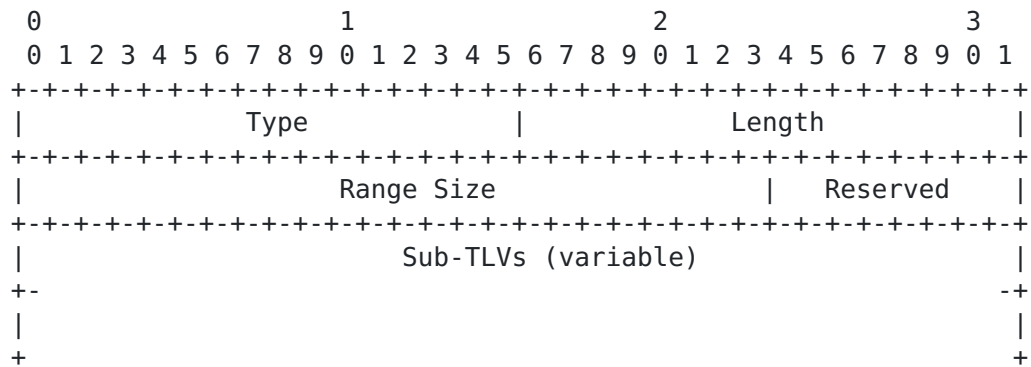 0                   1                   2                   3
 0 1 2 3 4 5 6 7 8 9 0 1 2 3 4 5 6 7 8 9 0 1 2 3 4 5 6 7 8 9 0 1
+-+-+-+-+-+-+-+-+-+-+-+-+-+-+-+-+-+-+-+-+-+-+-+-+-+-+-+-+-+-+-+-+
|              Type             |             Length            |
+-+-+-+-+-+-+-+-+-+-+-+-+-+-+-+-+-+-+-+-+-+-+-+-+-+-+-+-+-+-+-+-+
|                    Range Size                 |   Reserved    |
+-+-+-+-+-+-+-+-+-+-+-+-+-+-+-+-+-+-+-+-+-+-+-+-+-+-+-+-+-+-+-+-+
|                        Sub-TLVs (variable)                    |
+-                                                             -+
|                                                               |
+                                                               +